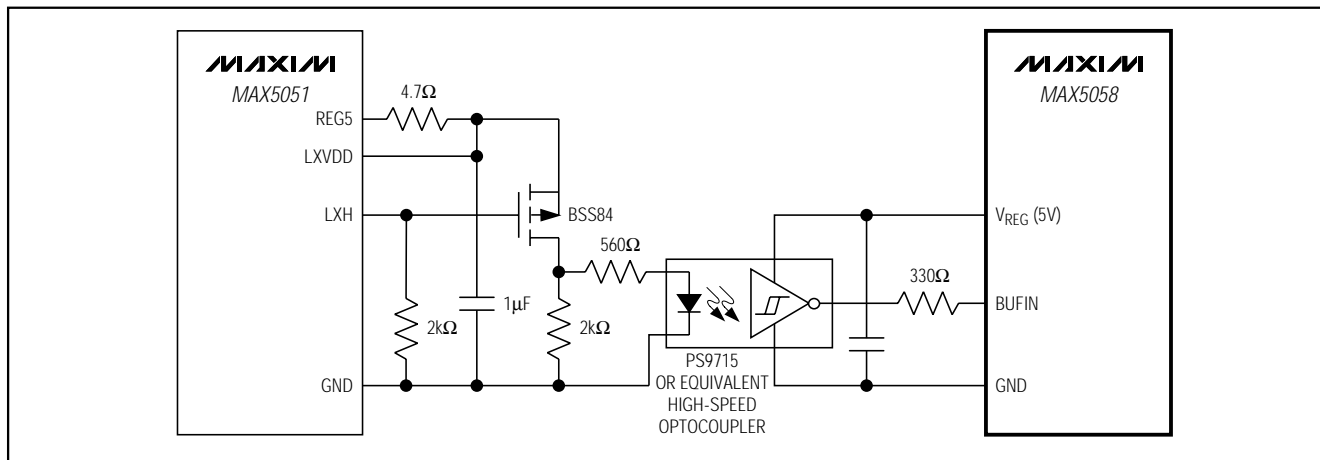 MAXIM
MAX5051
REG5
LXVDD
LXH
GND
4.7Ω
BSS84
560Ω
2kΩ
1µF
2kΩ
PS9715
OR EQUIVALENT
HIGH-SPEED
OPTOCOUPLER
330Ω
MAXIM
MAX5058
VREG (5V)
BUFIN
GND